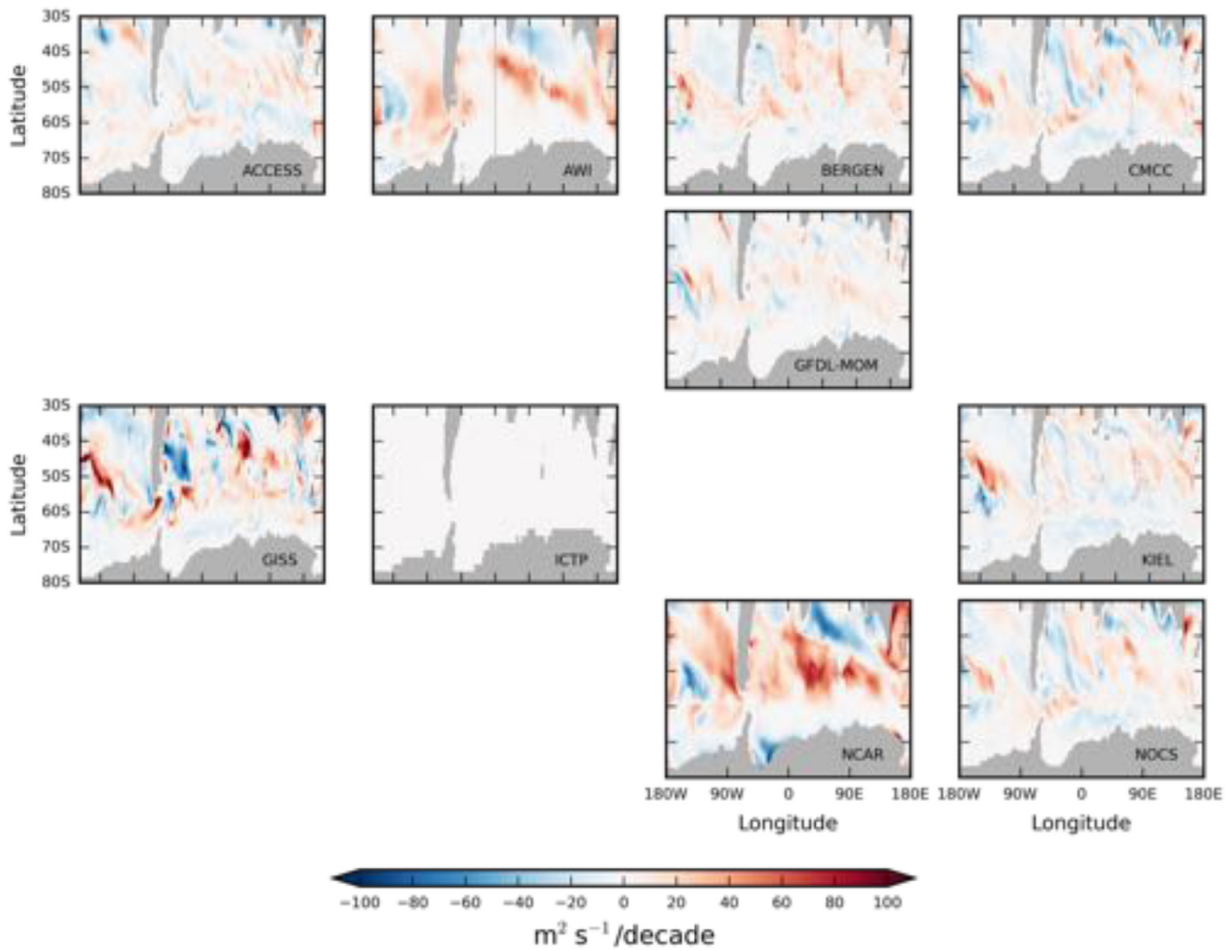 30S
40S
50S
60S
70S
80S
Latitude
ACCESS
AWI
BERGEN
CMCC
GFDL-MOM
30S
40S
50S
60S
70S
80S
Latitude
GISS
ICTP
KIEL
NCAR
NOCS
180W 90W 0 90E 180E
180W 90W 0 90E 180E
Longitude
Longitude
−100 −80 −60 −40 −20 0 20 40 60 80 100
m² s⁻¹/decade